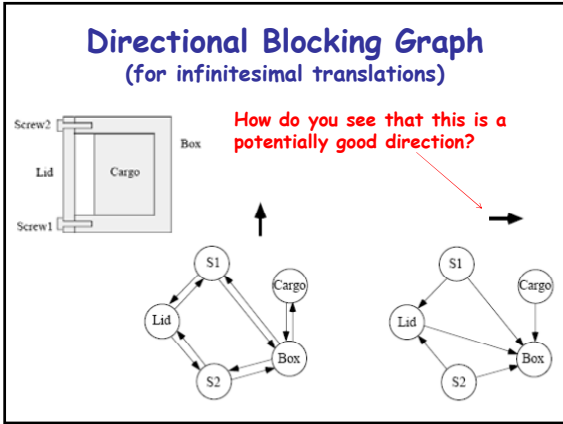 Directional Blocking Graph
(for infinitesimal translations)
How do you see that this is a
potentially good direction?
Screw2
Box
Lid
Cargo
Screw1
S1
Cargo
Lid
Box
S2
S1
Cargo
Lid
Box
S2